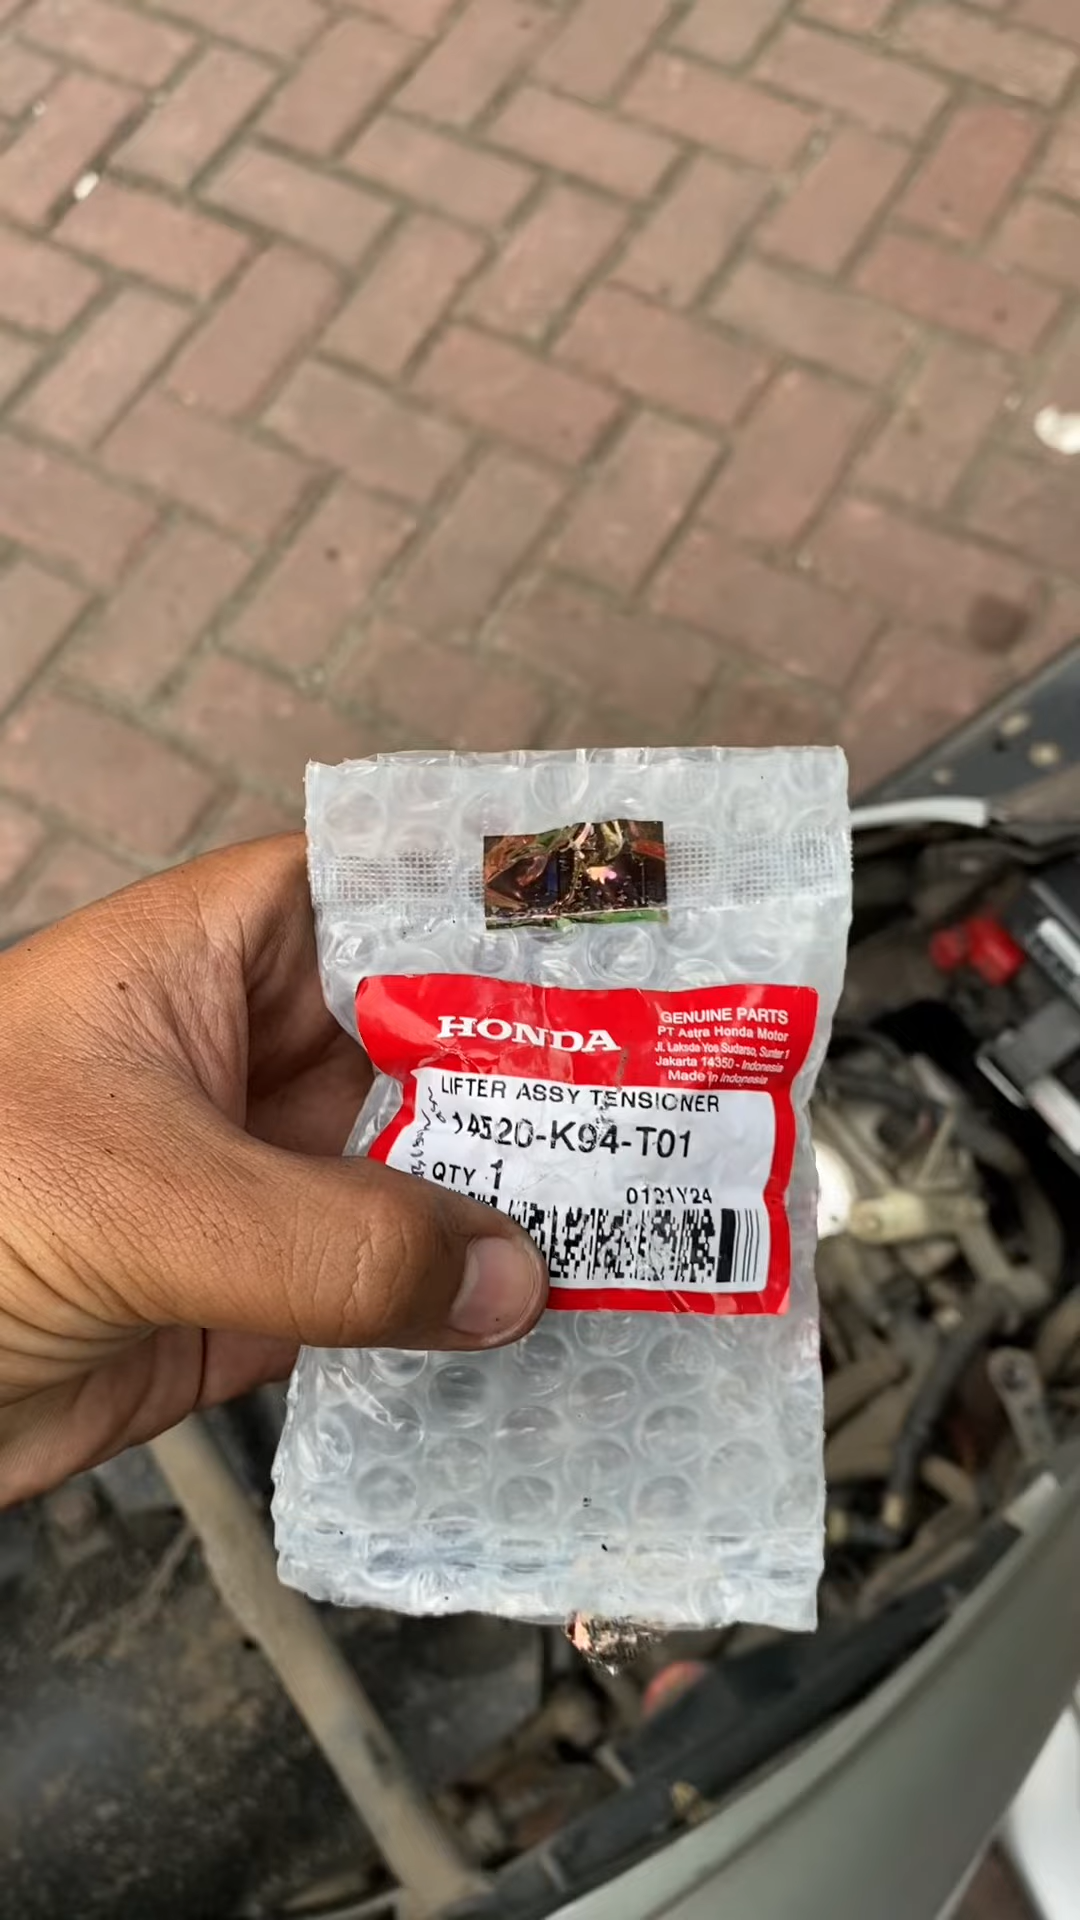 HONDA
GENUINE PARTS
PT Astra Honda Motor
Jl. Laksda Yos Sudarso, Sunter 1
Jakarta 14350 - Indonesia
Made in Indonesia
LIFTER ASSY TENSIONER
14520-K94-T01
QTY 1
0121Y24